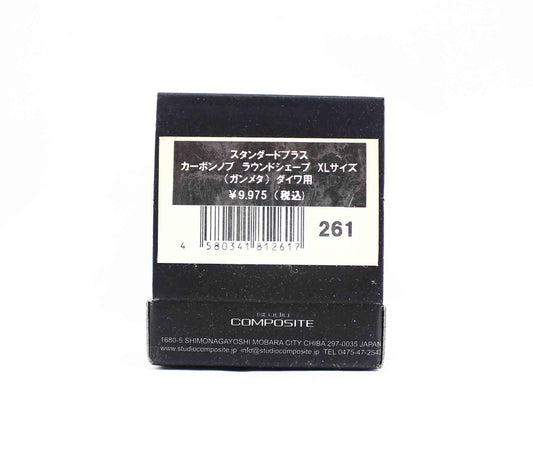 スタンダードプラス
カーボンノブ ラウンドシェープ XLサイズ
(ガンメタ) ダイワ用
¥9,975 (税込)
4 580341 812617
261
studio
COMPOSITE
1680-5 SHIMONAGAYOSHI MOBARA CITY CHIBA 297-0035 JAPAN
www.studiocomposite.jp info@studiocomposite.jp TEL 0475-47-2547